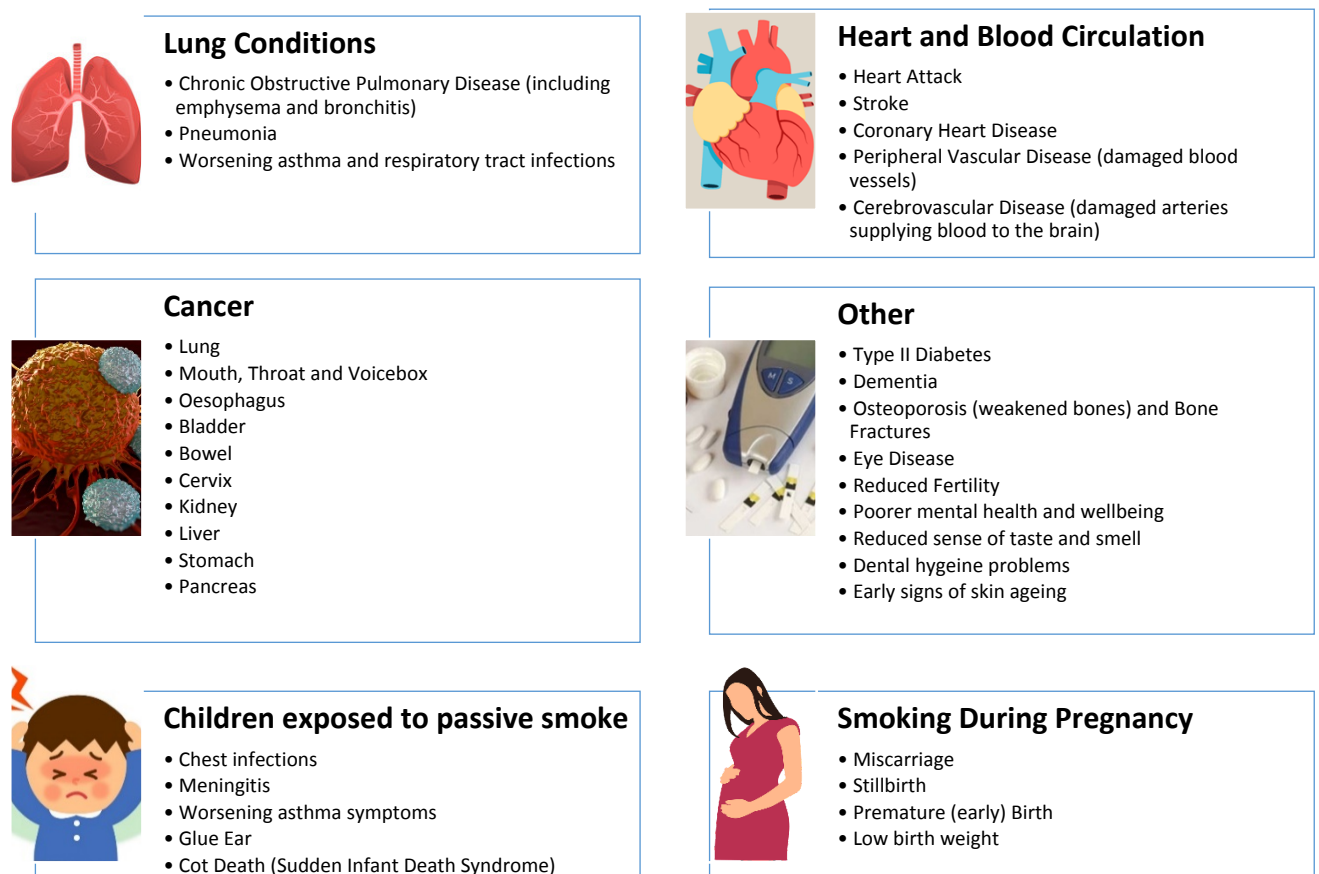 Lung Conditions
• Chronic Obstructive Pulmonary Disease (including
emphysema and bronchitis)
• Pneumonia
• Worsening asthma and respiratory tract infections
Heart and Blood Circulation
• Heart Attack
• Stroke
• Coronary Heart Disease
• Peripheral Vascular Disease (damaged blood
vessels)
• Cerebrovascular Disease (damaged arteries
supplying blood to the brain)
Cancer
• Lung
• Mouth, Throat and Voicebox
• Oesophagus
• Bladder
• Bowel
• Cervix
• Kidney
• Liver
• Stomach
• Pancreas
Other
• Type II Diabetes
• Dementia
• Osteoporosis (weakened bones) and Bone
Fractures
• Eye Disease
• Reduced Fertility
• Poorer mental health and wellbeing
• Reduced sense of taste and smell
• Dental hygeine problems
• Early signs of skin ageing
M S
Children exposed to passive smoke
• Chest infections
• Meningitis
• Worsening asthma symptoms
• Glue Ear
• Cot Death (Sudden Infant Death Syndrome)
Smoking During Pregnancy
• Miscarriage
• Stillbirth
• Premature (early) Birth
• Low birth weight